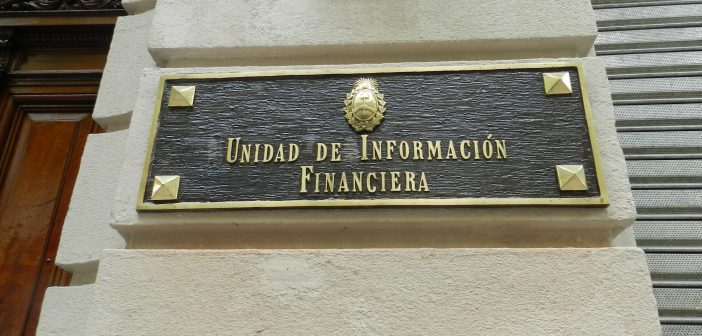 UNIDAD DE INFORMACIÓN
FINANCIERA